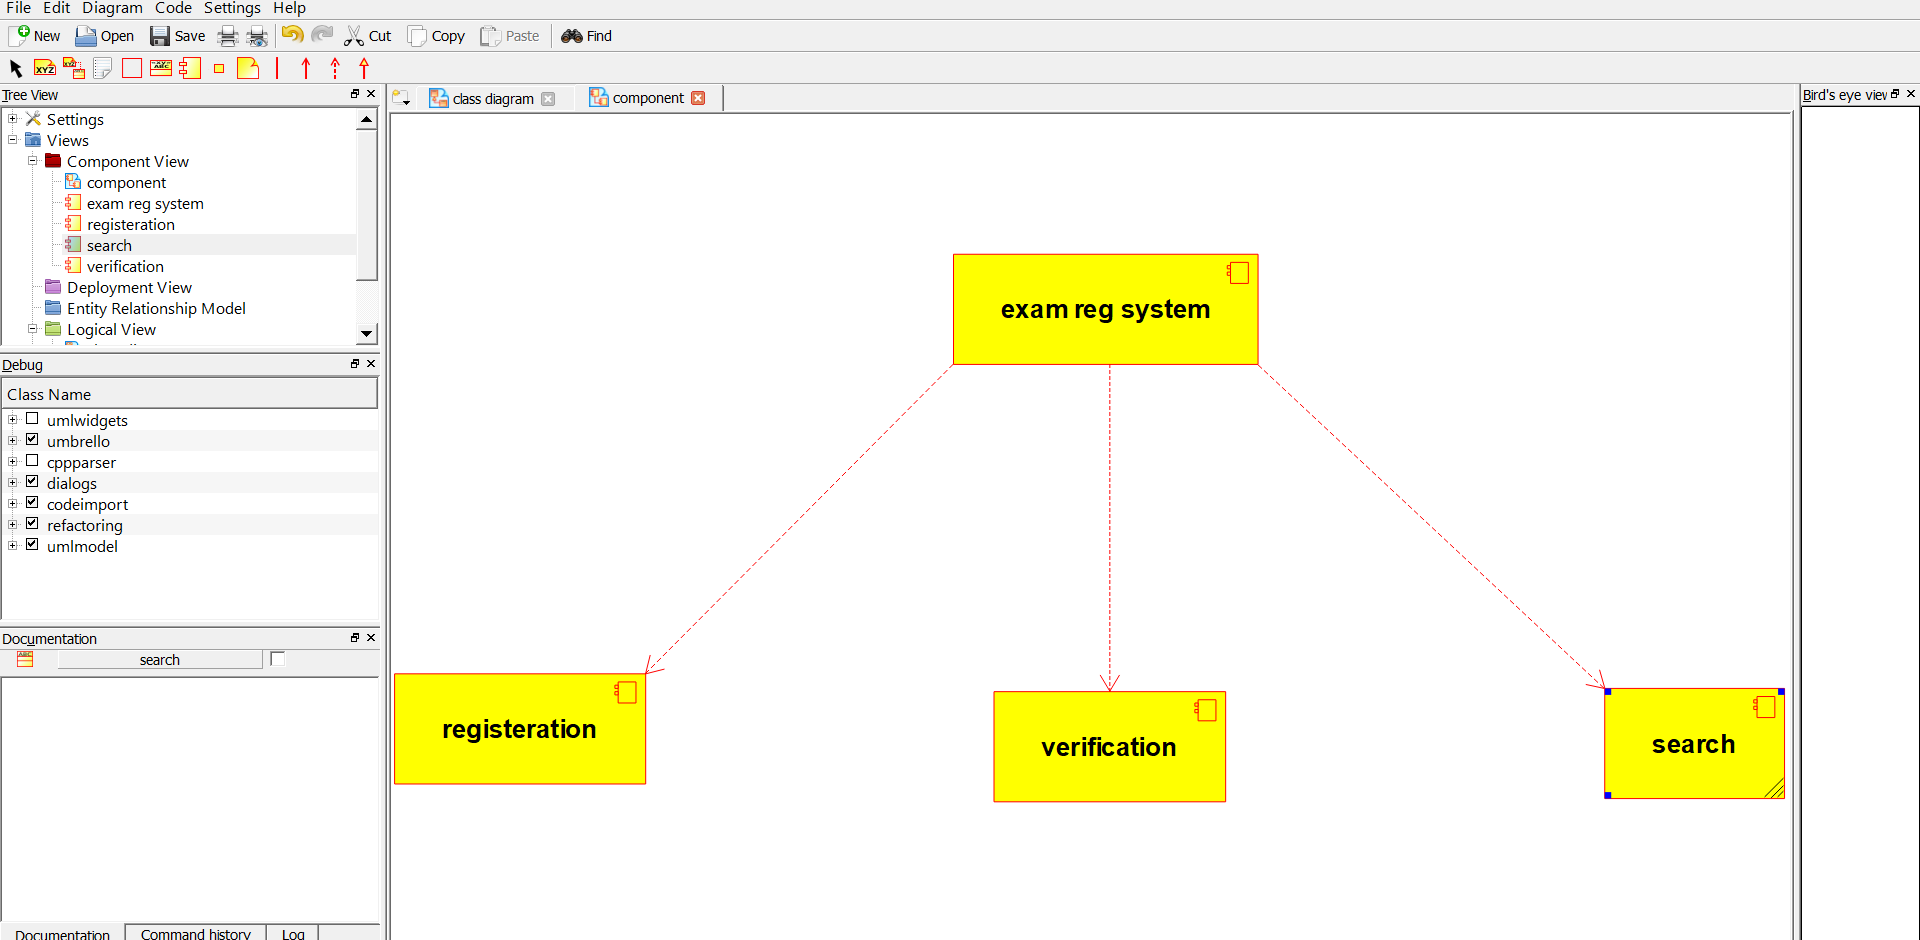 File Edit Diagram Code Settings Help
New Open Save Cut Copy Paste Find
XYZ XYZ ABC
Tree View
Settings
Views
Component View
component
exam reg system
registeration
search
verification
Deployment View
Entity Relationship Model
Logical View
Debug
Class Name
umlwidgets
umbrello
cppparser
dialogs
codeimport
refactoring
umlmodel
Documentation
search
Documentation Command history Log
class diagram component
exam reg system
registeration
verification
search
Bird's eye view